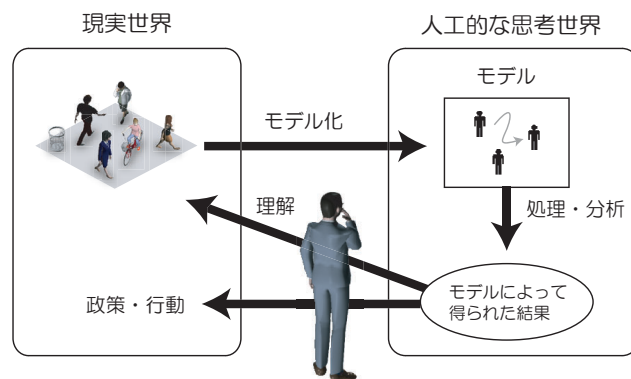 現実世界
人工的な思考世界
モデル
モデル化
処理・分析
理解
政策・行動
モデルによって
得られた結果